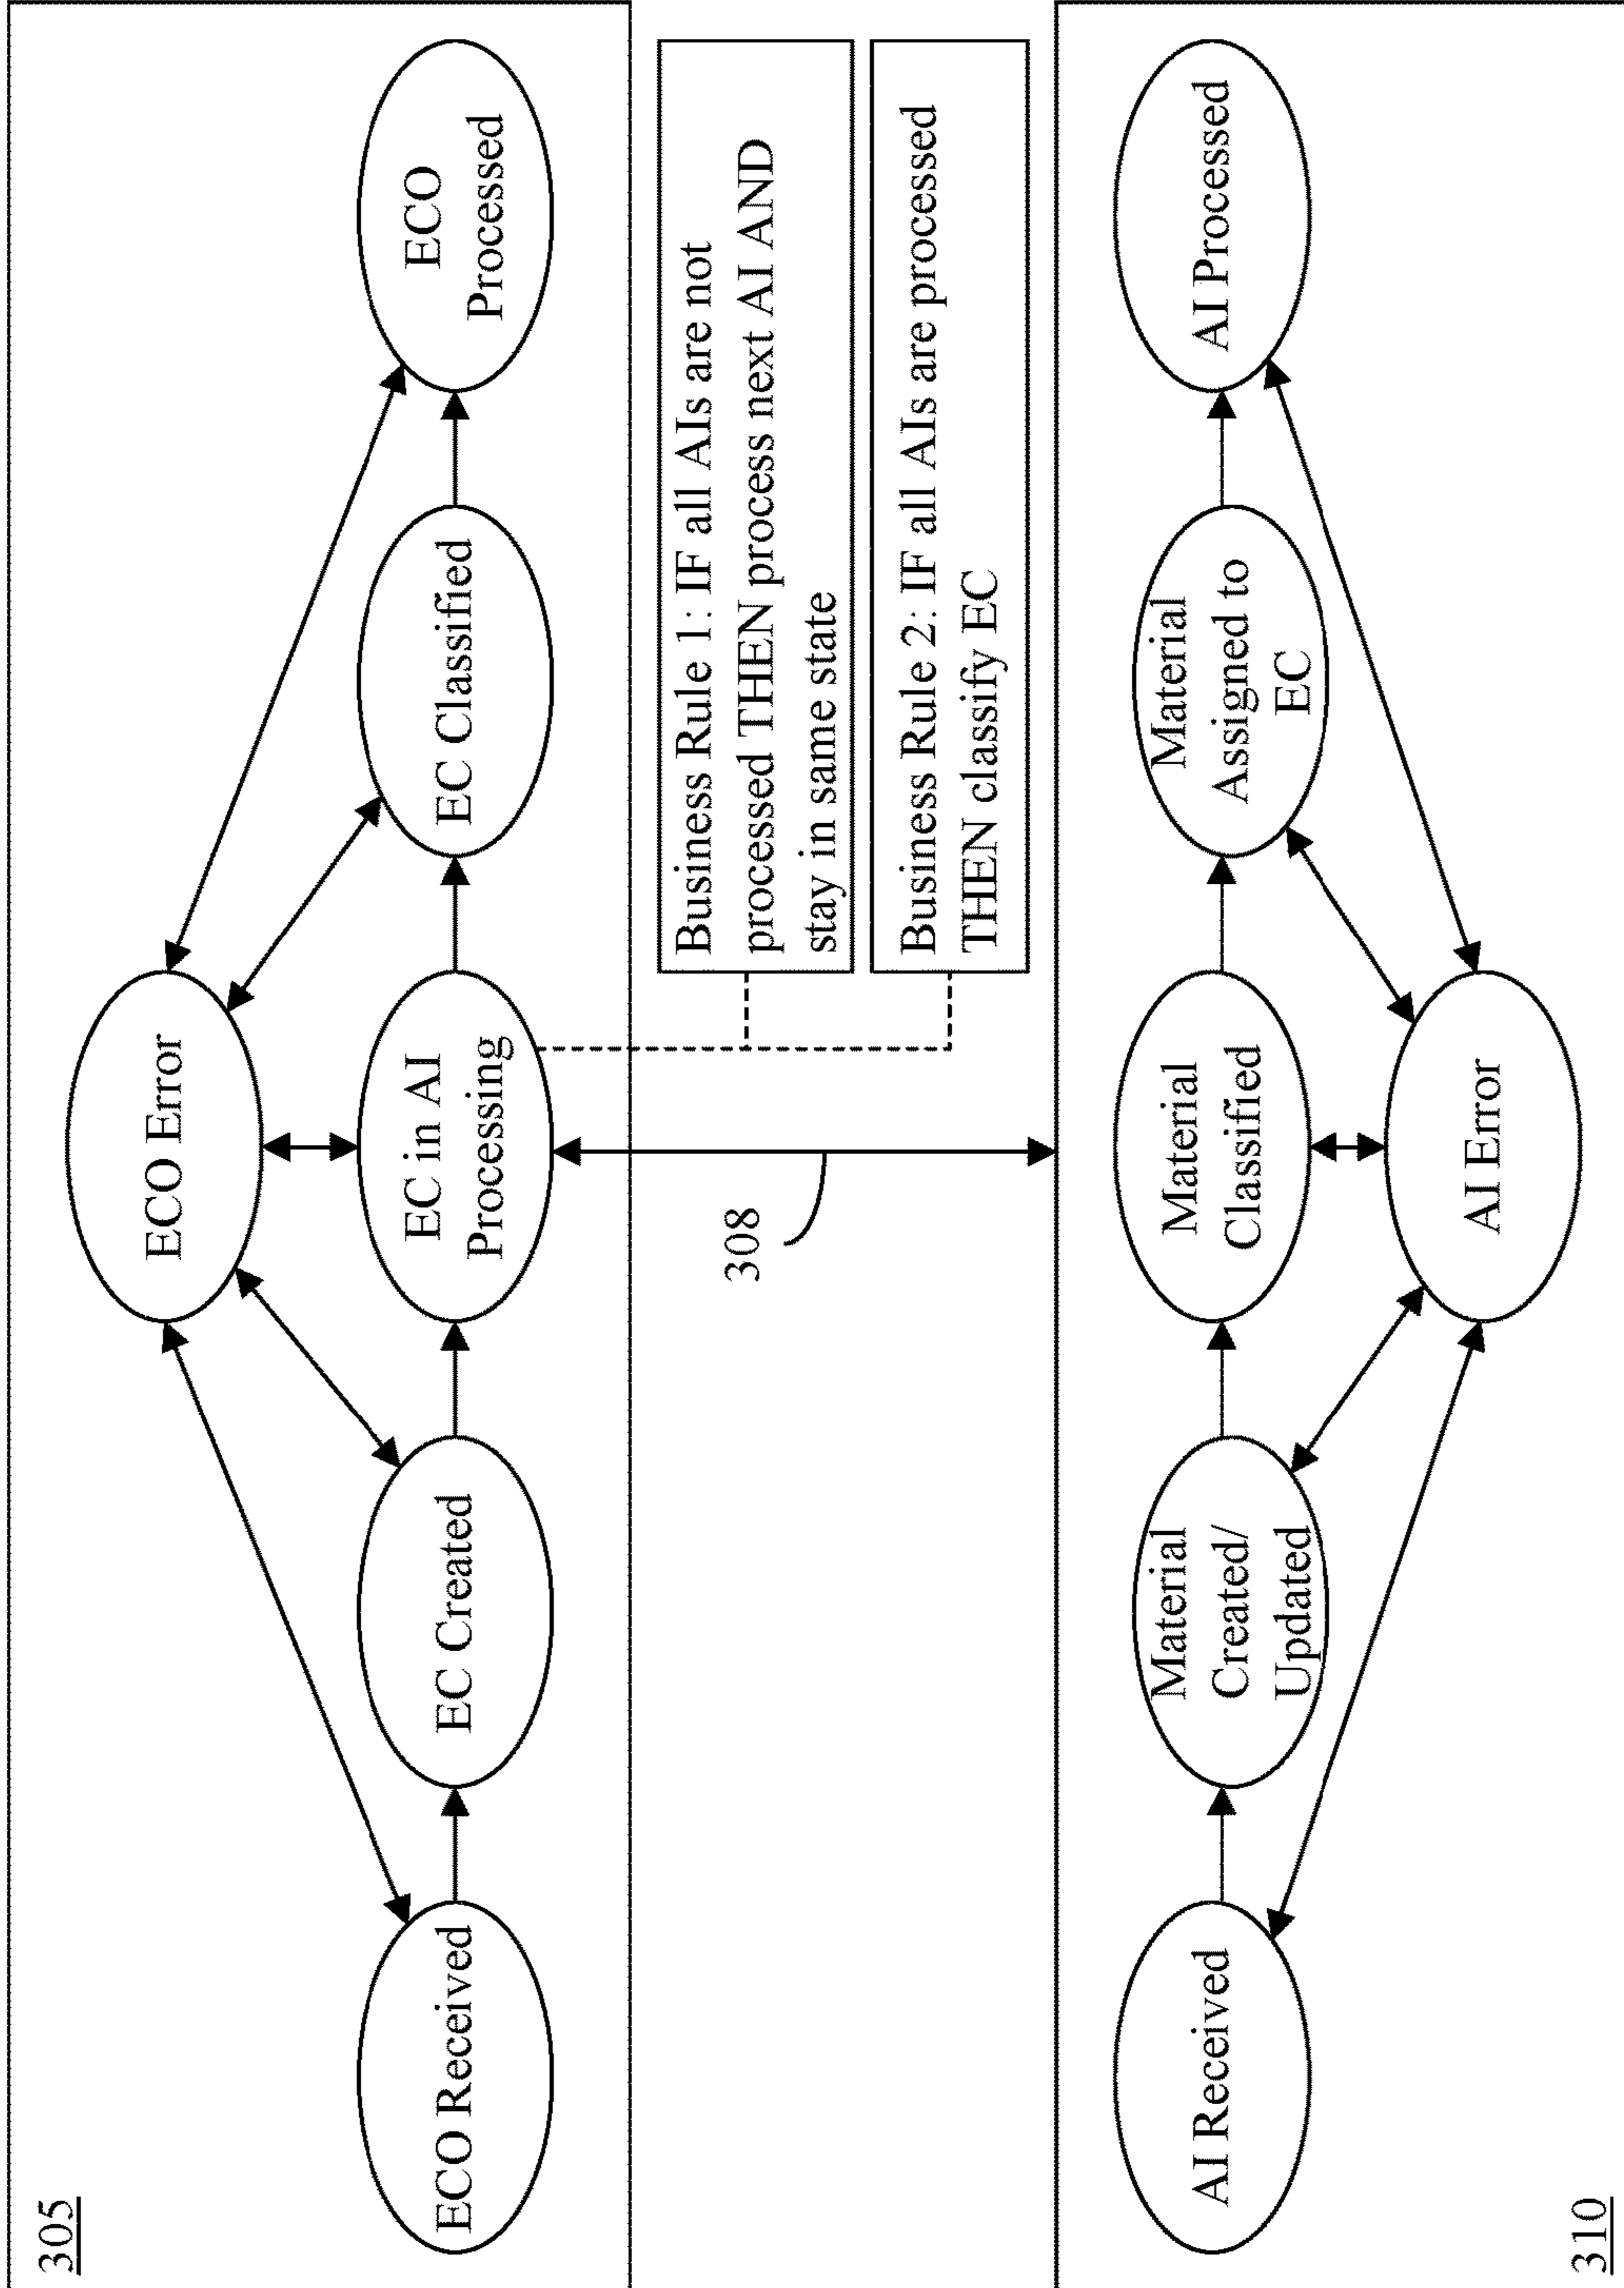 305
ECO Error
ECO Received
EC Created
EC in AI
Processing
EC Classified
ECO
Processed
308
Business Rule 1: IF all AIs are not
processed THEN process next AI AND
stay in same state
Business Rule 2: IF all AIs are processed
THEN classify EC
AI Received
Material
Created/
Updated
Material
Classified
Material
Assigned to
EC
AI Processed
AI Error
310